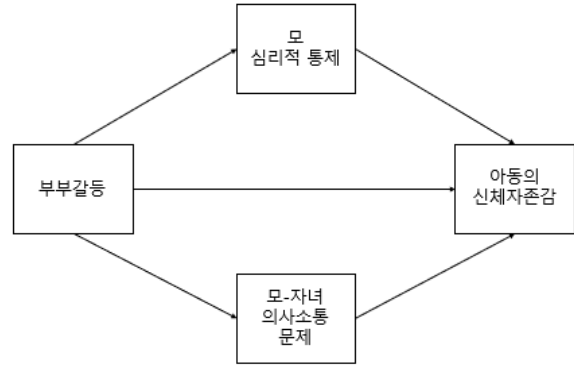 모
심리적 통제
부부갈등
아동의
신체자존감
모-자녀
의사소통
문제